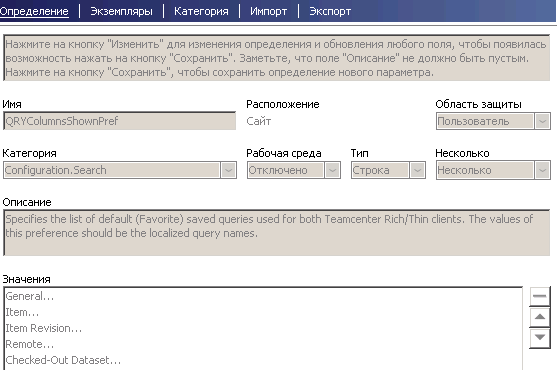 Определение | Экземпляры | Категория | Импорт | Экспорт
Нажмите на кнопку "Изменить" для изменения определения и обновления любого поля, чтобы появилась
возможность нажать на кнопку "Сохранить". Заметьте, что поле "Описание" не должно быть пустым.
Нажмите на кнопку "Сохранить", чтобы сохранить определение нового параметра.
Имя Расположение Область защиты
QRYColumnsShownPref Сайт Пользователь
Категория Рабочая среда Тип Несколько
Configuration.Search Отключено Строка Несколько
Описание
Specifies the list of default (Favorite) saved queries used for both Teamcenter Rich/Thin clients. The values of
this preference should be the localized query names.
Значения
General...
Item...
Item Revision...
Remote...
Checked-Out Dataset...